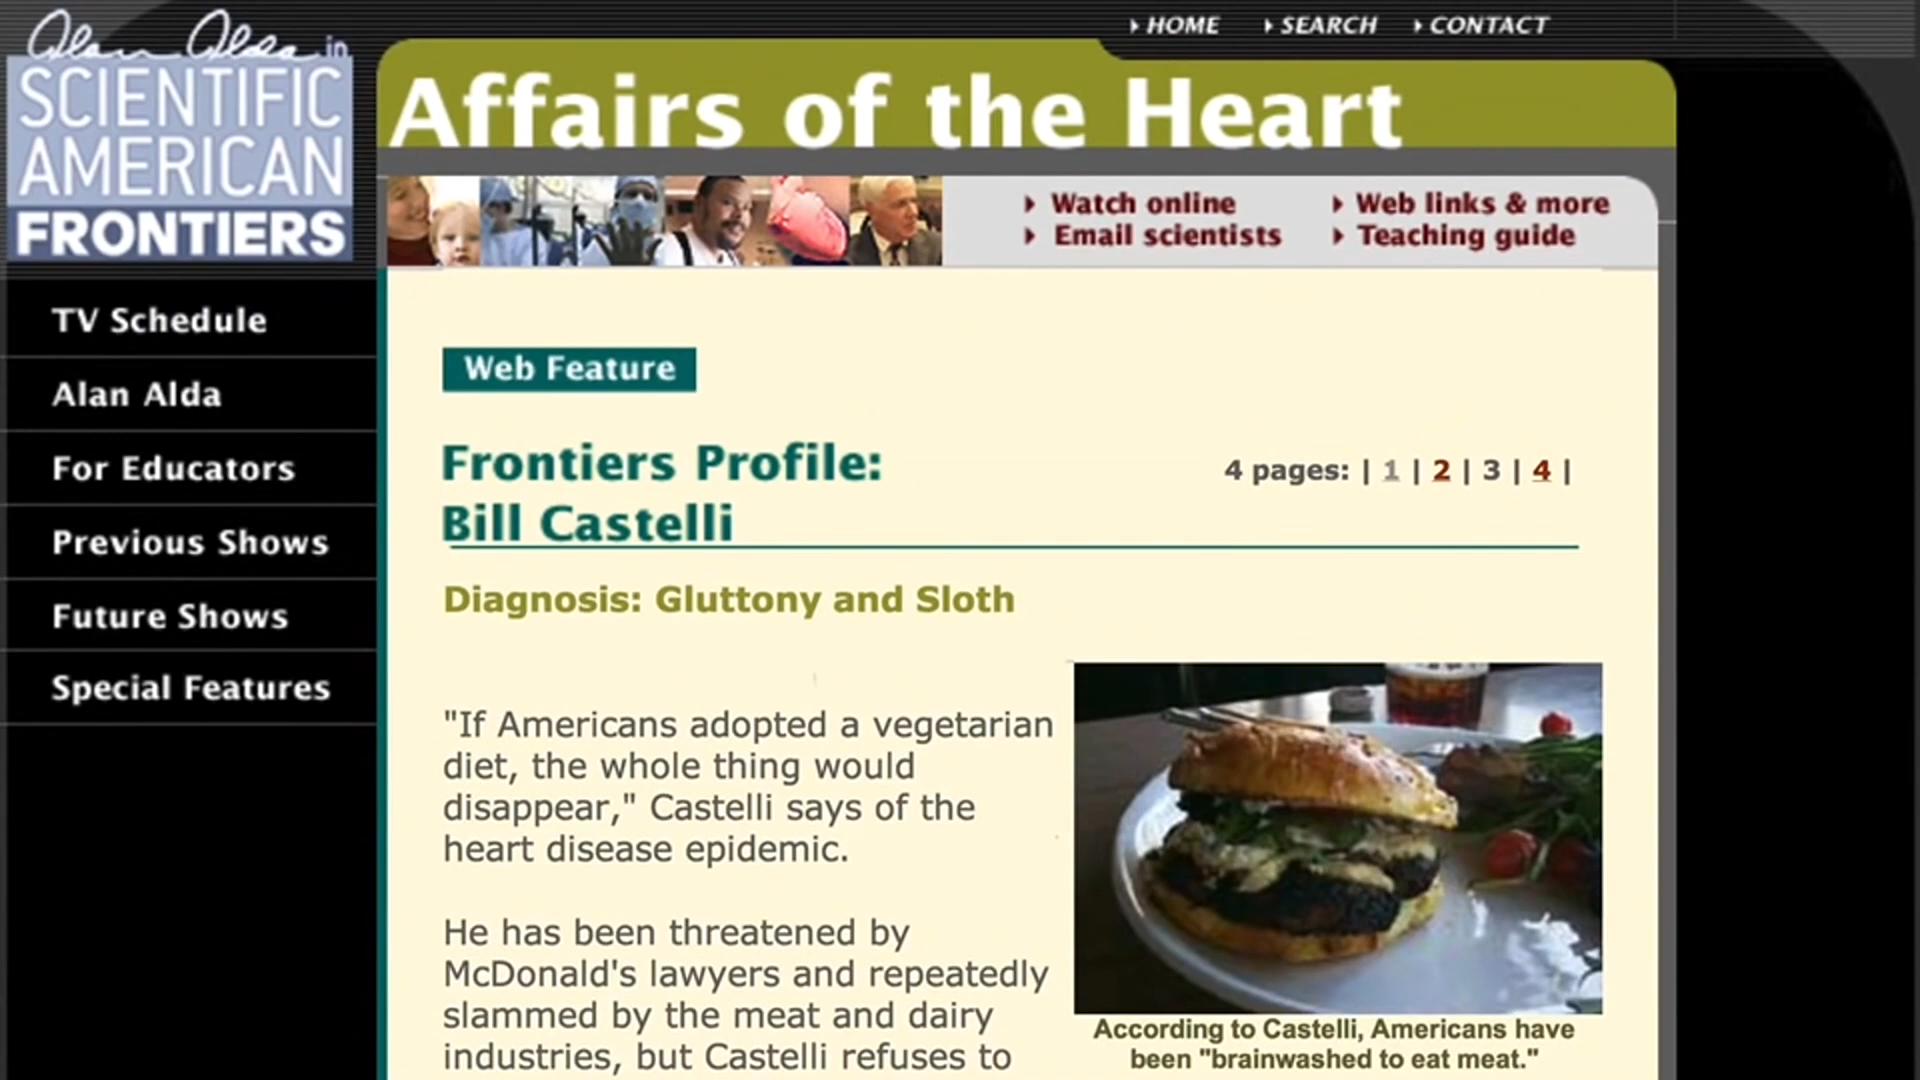 Alan Alda in
SCIENTIFIC
AMERICAN
FRONTIERS
HOME SEARCH CONTACT
Affairs of the Heart
Watch online Web links & more
Email scientists Teaching guide
TV Schedule
Alan Alda
For Educators
Previous Shows
Future Shows
Special Features
Web Feature
Frontiers Profile:
Bill Castelli
4 pages: | 1 | 2 | 3 | 4 |
Diagnosis: Gluttony and Sloth
"If Americans adopted a vegetarian
diet, the whole thing would
disappear," Castelli says of the
heart disease epidemic.
He has been threatened by
McDonald's lawyers and repeatedly
slammed by the meat and dairy
industries, but Castelli refuses to
According to Castelli, Americans have
been "brainwashed to eat meat."